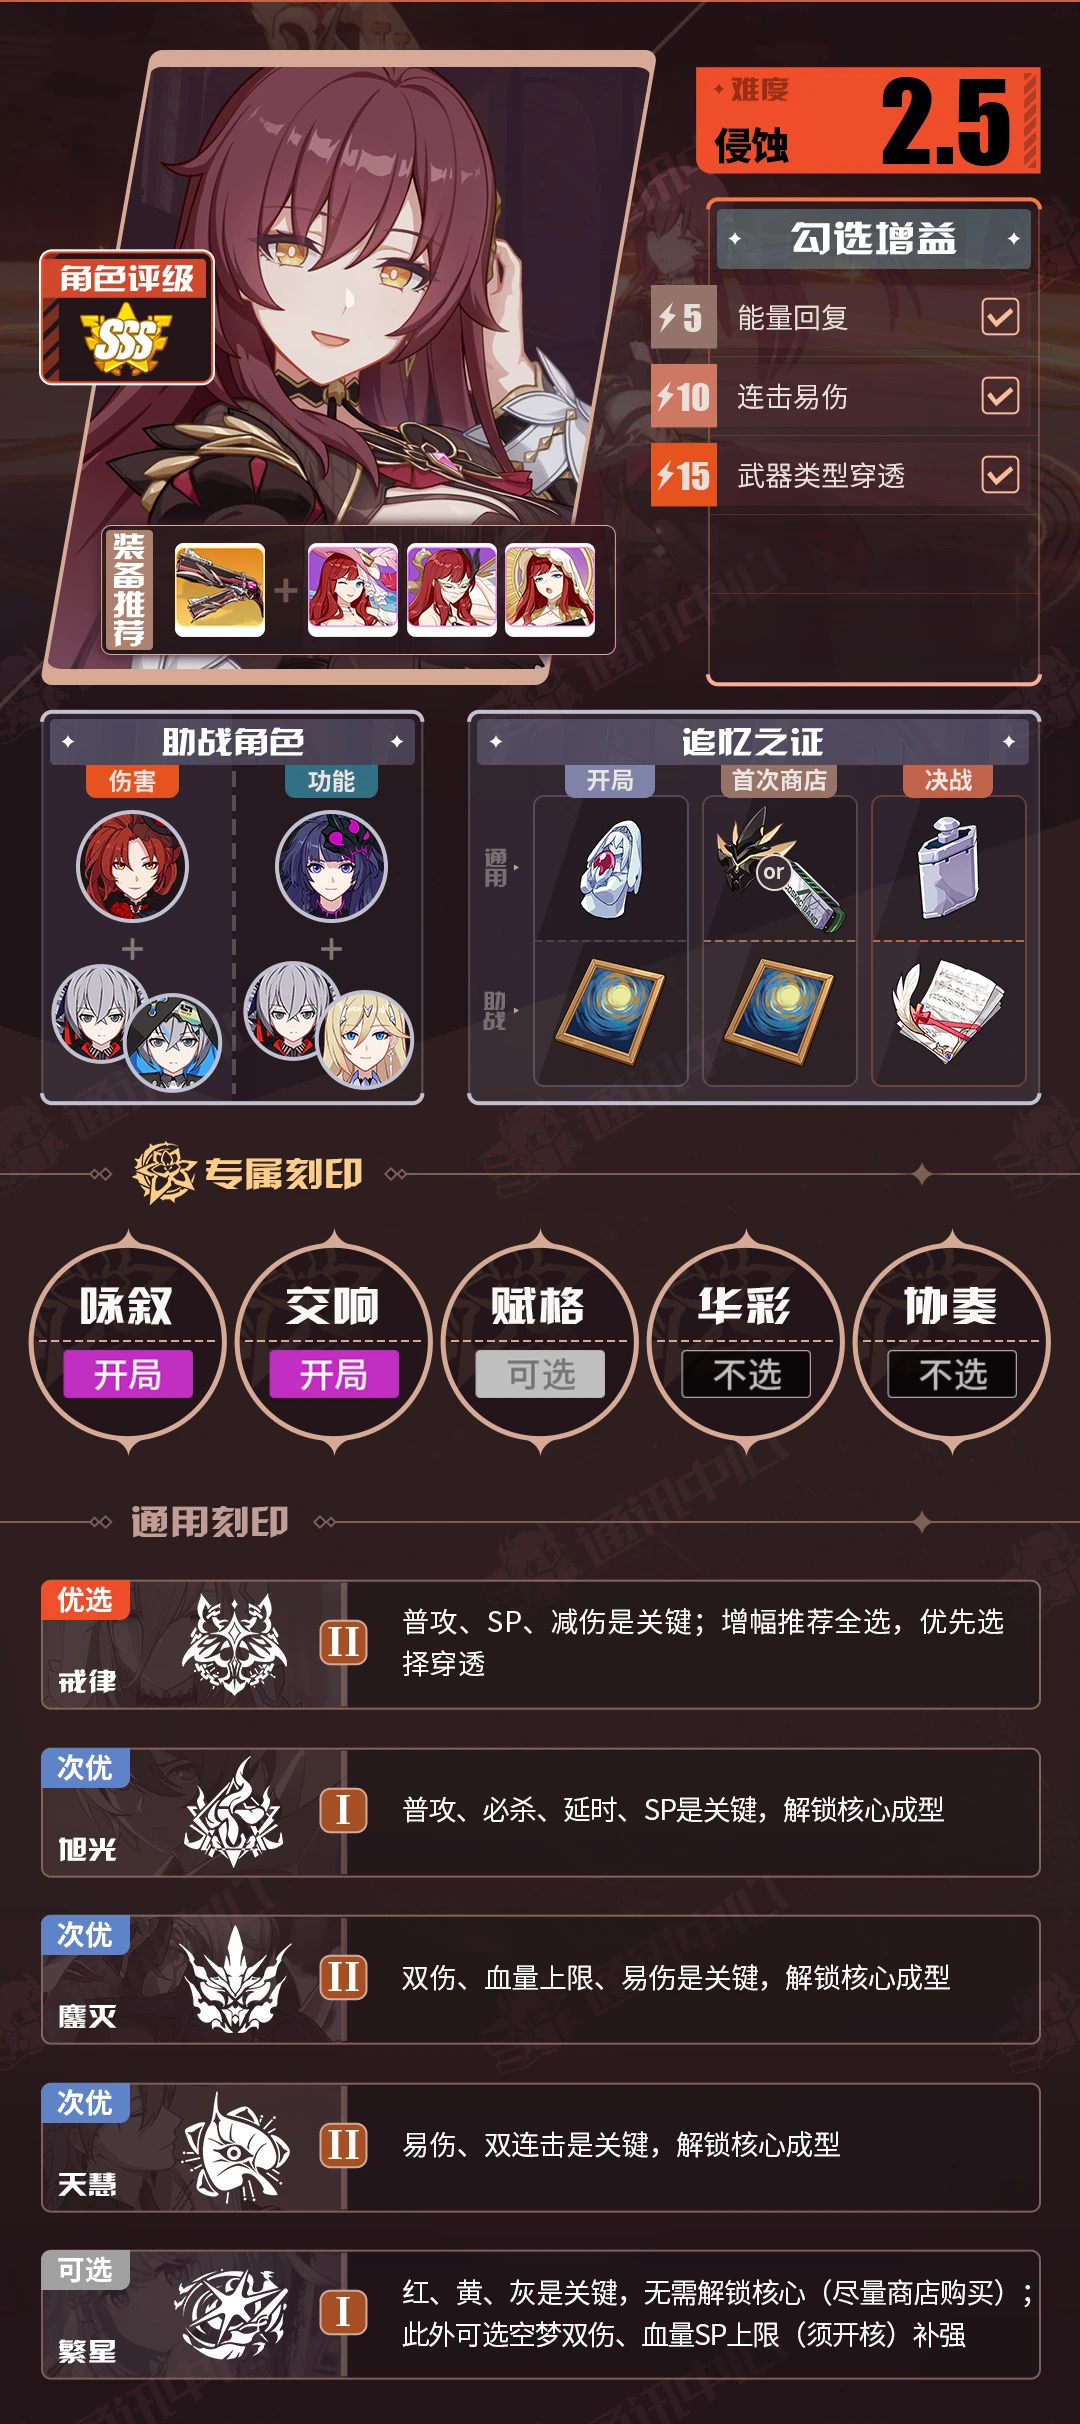 难度
侵蚀
2.5
勾选增益
5 能量回复
10 连击易伤
15 武器类型穿透
角色评级
SSS
装备推荐
助战角色
伤害
功能
追忆之证
开局
首次商店
决战
通用
or
助战
专属刻印
咏叙
开局
交响
开局
赋格
可选
华彩
不选
协奏
不选
通用刻印
优选
戒律
II
普攻、SP、减伤是关键；增幅推荐全选，优先选
择穿透
次优
旭光
I
普攻、必杀、延时、SP是关键，解锁核心成型
次优
鏖灭
II
双伤、血量上限、易伤是关键，解锁核心成型
次优
天慧
II
易伤、双连击是关键，解锁核心成型
可选
繁星
I
红、黄、灰是关键，无需解锁核心（尽量商店购买）；
此外可选空梦双伤、血量SP上限（须开核）补强
通讯中心